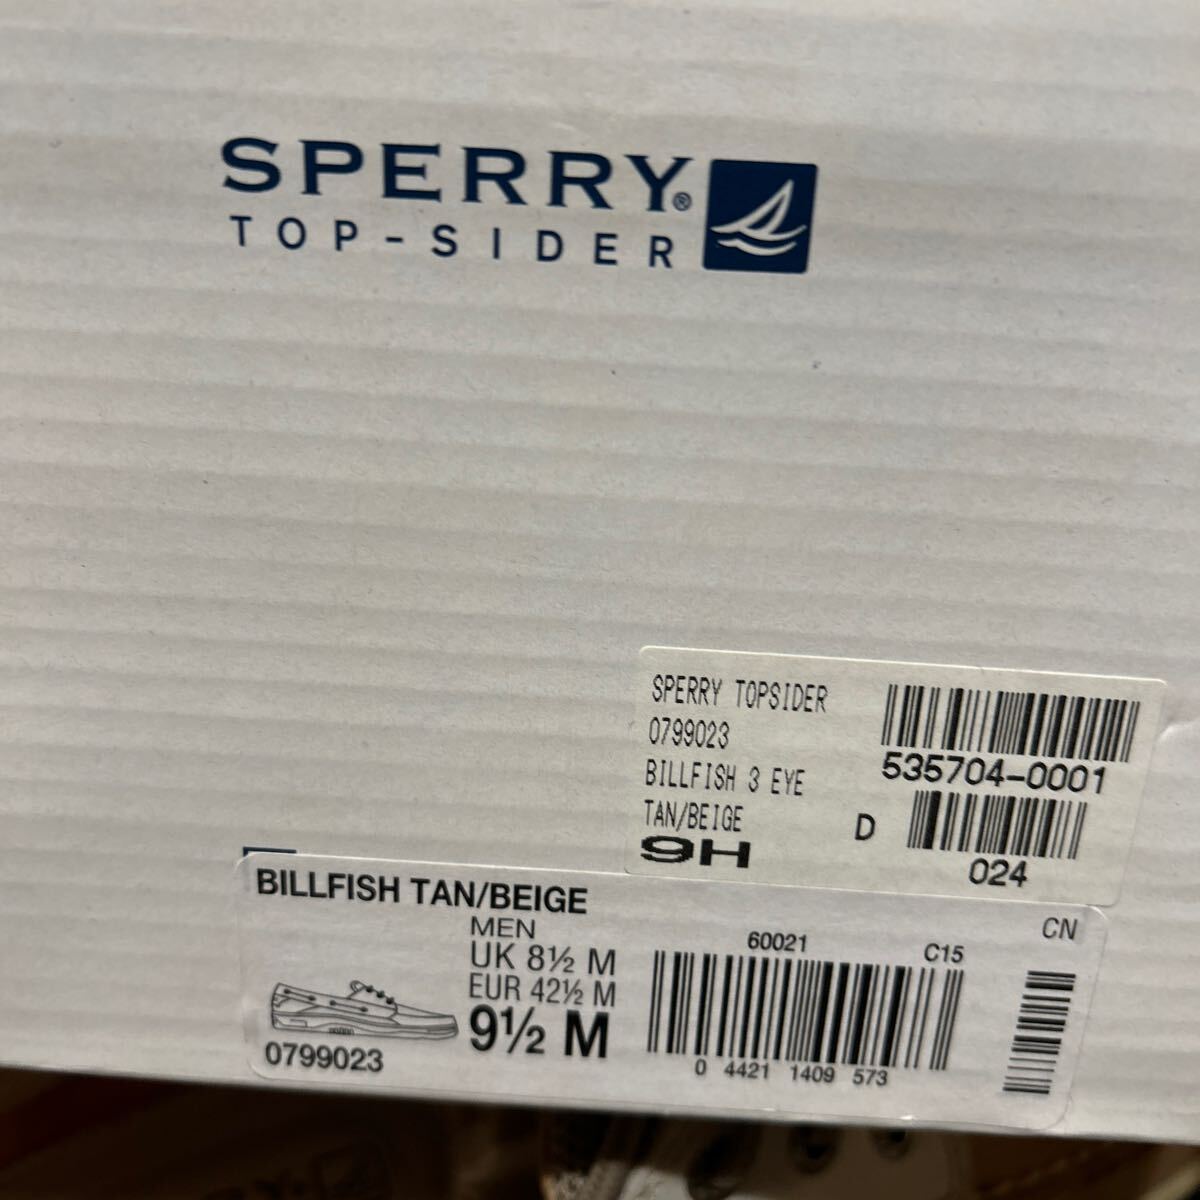 SPERRY®
TOP-SIDER
SPERRY TOPSIDER
0799023
BILLFISH 3 EYE
TAN/BEIGE
9H
D
535704-0001
024
BILLFISH TAN/BEIGE
MEN
UK 8½ M
EUR 42½ M
9½ M
0799023
60021
C15
CN
0 4421 1409 573